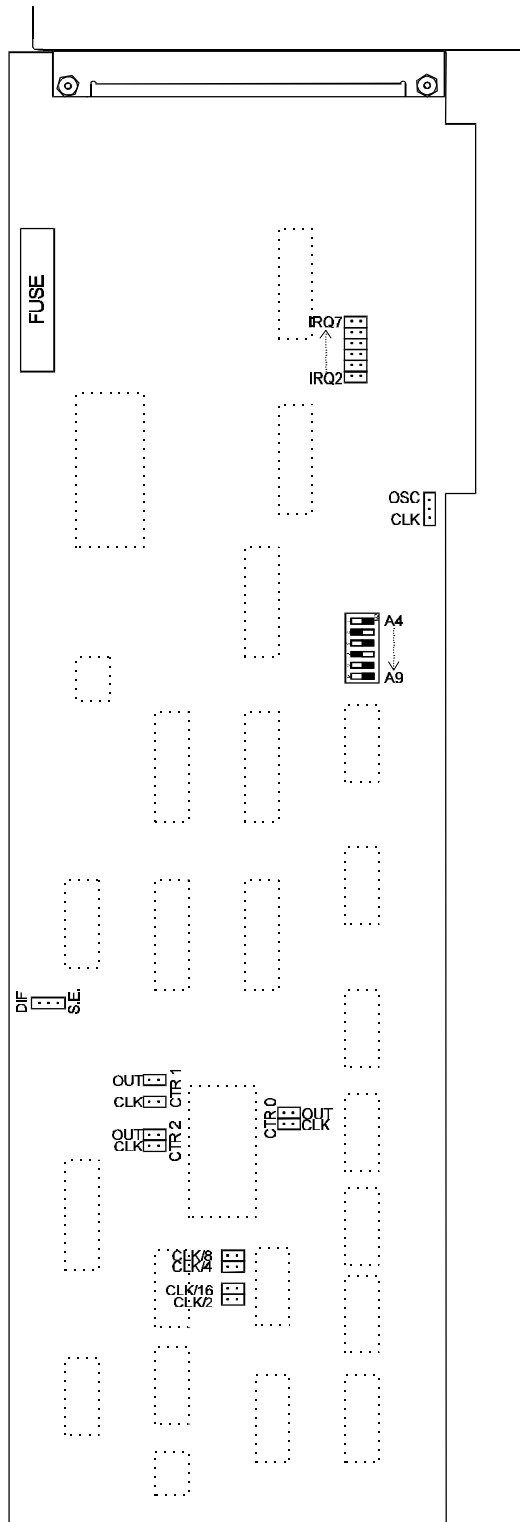 FUSE
IRQ7
IRQ2
OSC
CLK
A4
A9
DIF
S.E.
OUT
CLK
CTR 1
OUT
CLK
CTR 2
CTR 0
OUT
CLK
CLK/8
CLK/4
CLK/16
CLK/2